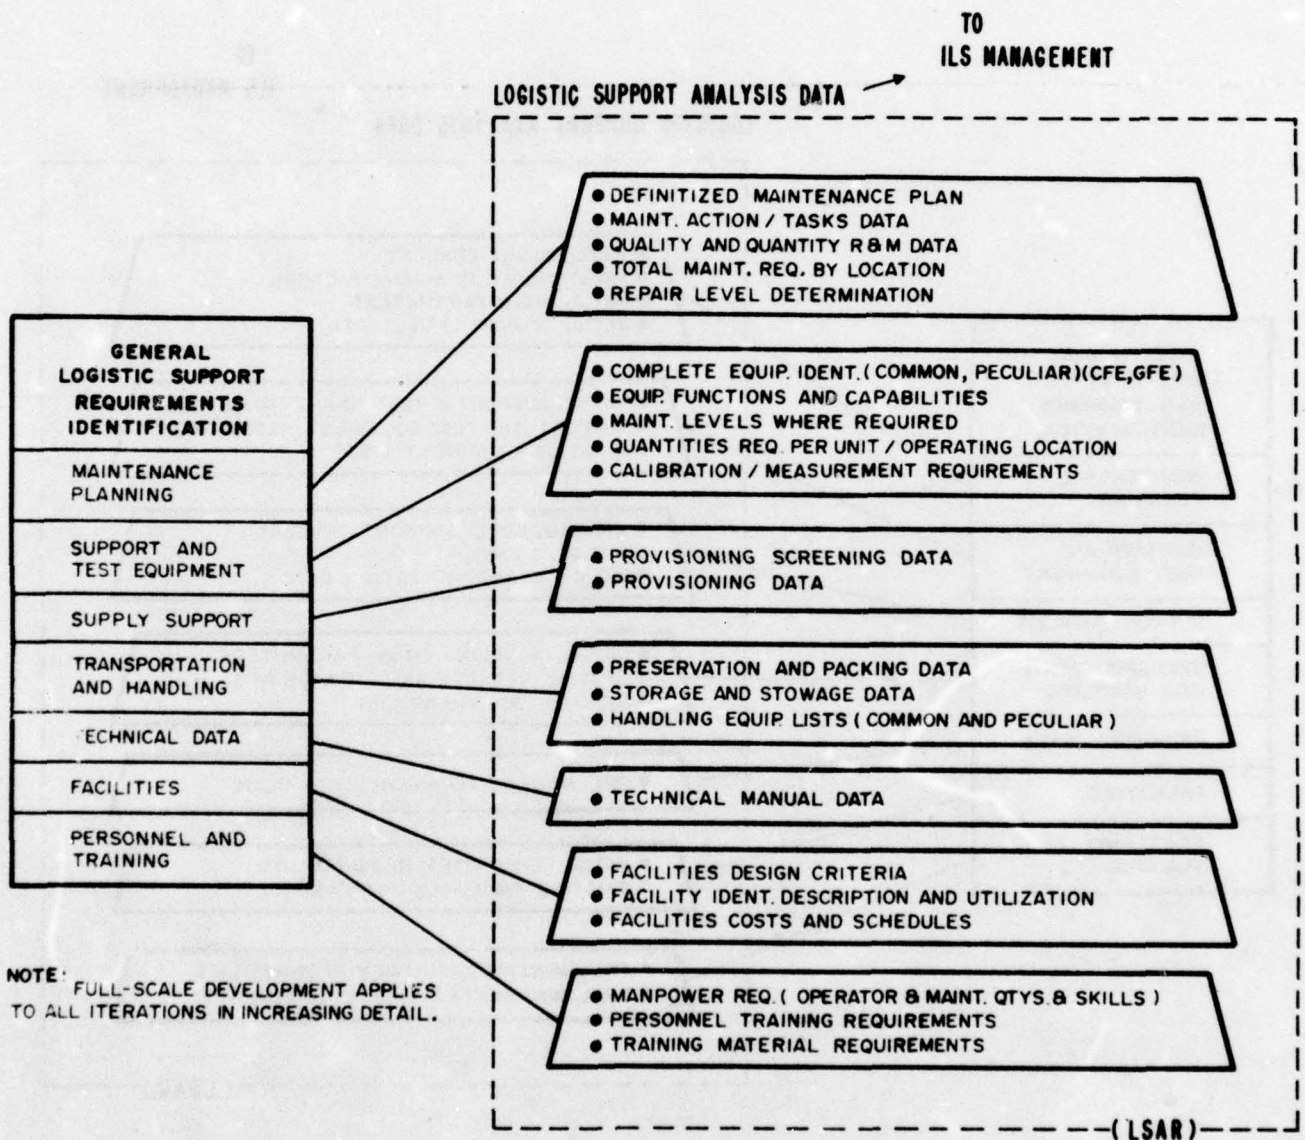 TO
ILS MANAGEMENT
LOGISTIC SUPPORT ANALYSIS DATA
● DEFINITIZED MAINTENANCE PLAN
● MAINT. ACTION / TASKS DATA
● QUALITY AND QUANTITY R&M DATA
● TOTAL MAINT. REQ. BY LOCATION
● REPAIR LEVEL DETERMINATION
GENERAL
LOGISTIC SUPPORT
REQUIREMENTS
IDENTIFICATION
MAINTENANCE
PLANNING
SUPPORT AND
TEST EQUIPMENT
SUPPLY SUPPORT
TRANSPORTATION
AND HANDLING
ECHNICAL DATA
FACILITIES
PERSONNEL AND
TRAINING
● COMPLETE EQUIP. IDENT. (COMMON, PECULIAR)(CFE,GFE)
● EQUIP. FUNCTIONS AND CAPABILITIES
● MAINT. LEVELS WHERE REQUIRED
● QUANTITIES REQ. PER UNIT / OPERATING LOCATION
● CALIBRATION / MEASUREMENT REQUIREMENTS
● PROVISIONING SCREENING DATA
● PROVISIONING DATA
● PRESERVATION AND PACKING DATA
● STORAGE AND STOWAGE DATA
● HANDLING EQUIP. LISTS (COMMON AND PECULIAR)
● TECHNICAL MANUAL DATA
● FACILITIES DESIGN CRITERIA
● FACILITY IDENT. DESCRIPTION AND UTILIZATION
● FACILITIES COSTS AND SCHEDULES
● MANPOWER REQ. ( OPERATOR & MAINT. QTYS. & SKILLS )
● PERSONNEL TRAINING REQUIREMENTS
● TRAINING MATERIAL REQUIREMENTS
NOTE: FULL-SCALE DEVELOPMENT APPLIES
TO ALL ITERATIONS IN INCREASING DETAIL.
(LSAR)